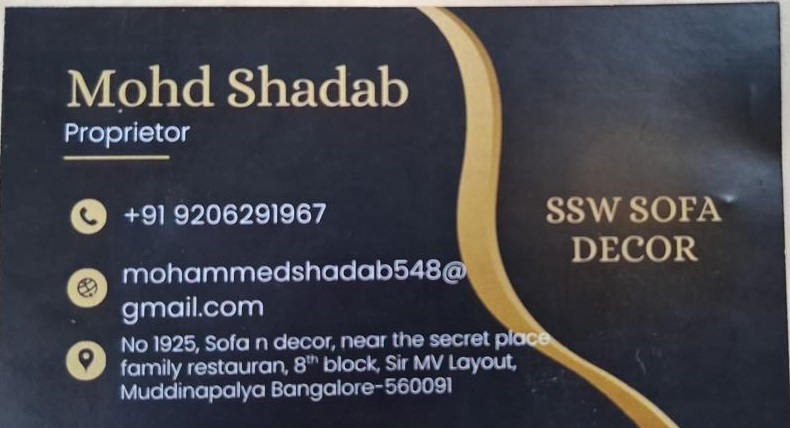 Mohd Shadab
Proprietor
+91 9206291967
mohammedshadab548@
gmail.com
No 1925, Sofa n decor, near the secret place
family restauran, 8th block, Sir MV Layout,
Muddinapalya Bangalore-560091
SSW SOFA
DECOR